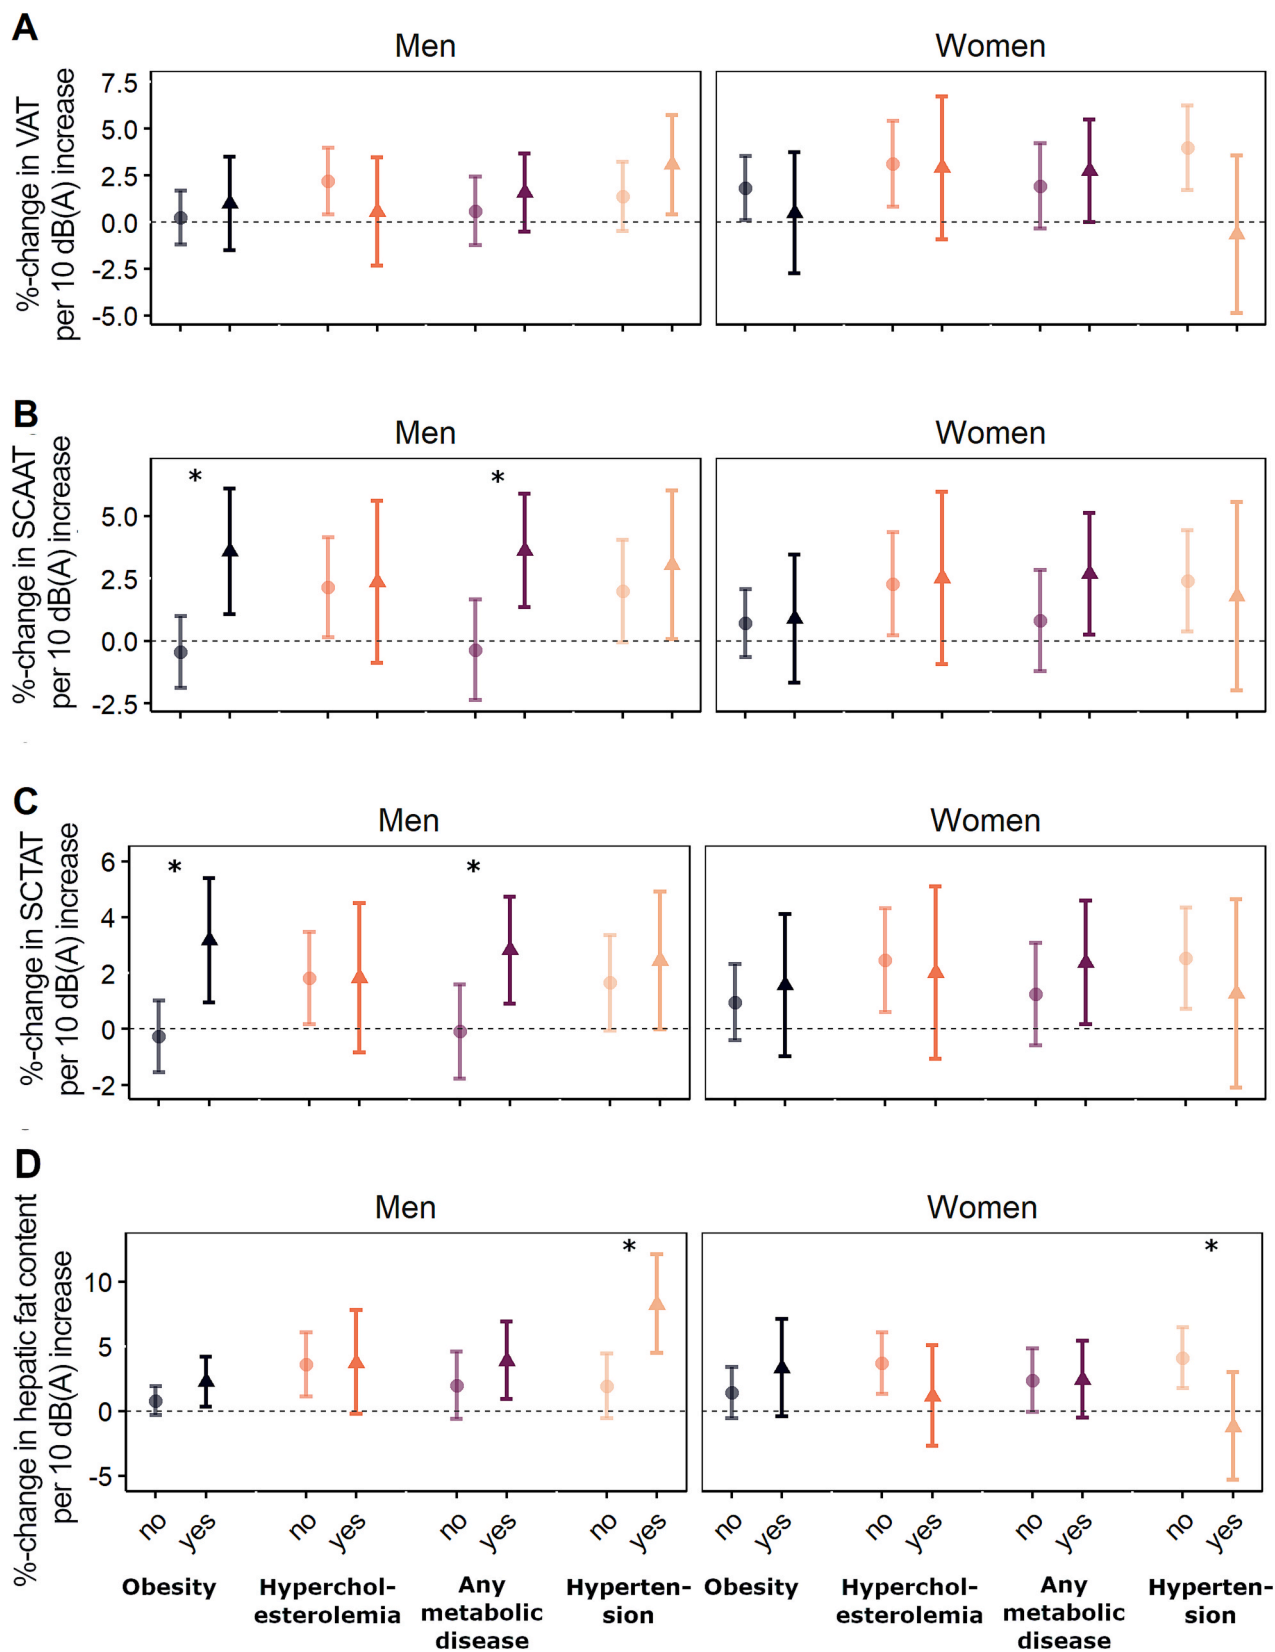 A
Men
Women
%-change in VAT
per 10 dB(A) increase
7.5
5.0
2.5
0.0
-2.5
-5.0
B
Men
Women
%-change in SCAAT
per 10 dB(A) increase
* *
5.0
2.5
0.0
-2.5
C
Men
Women
%-change in SCTAT
per 10 dB(A) increase
* *
6
4
2
0
-2
D
Men
Women
%-change in hepatic fat content
per 10 dB(A) increase
* *
10
5
0
-5
no yes no yes no yes no yes no yes no yes no yes no yes
Obesity Hyperchol- Any Hyperten- Obesity Hyperchol- Any Hyperten-
esterolemia metabolic sion esterolemia metabolic sion
disease disease